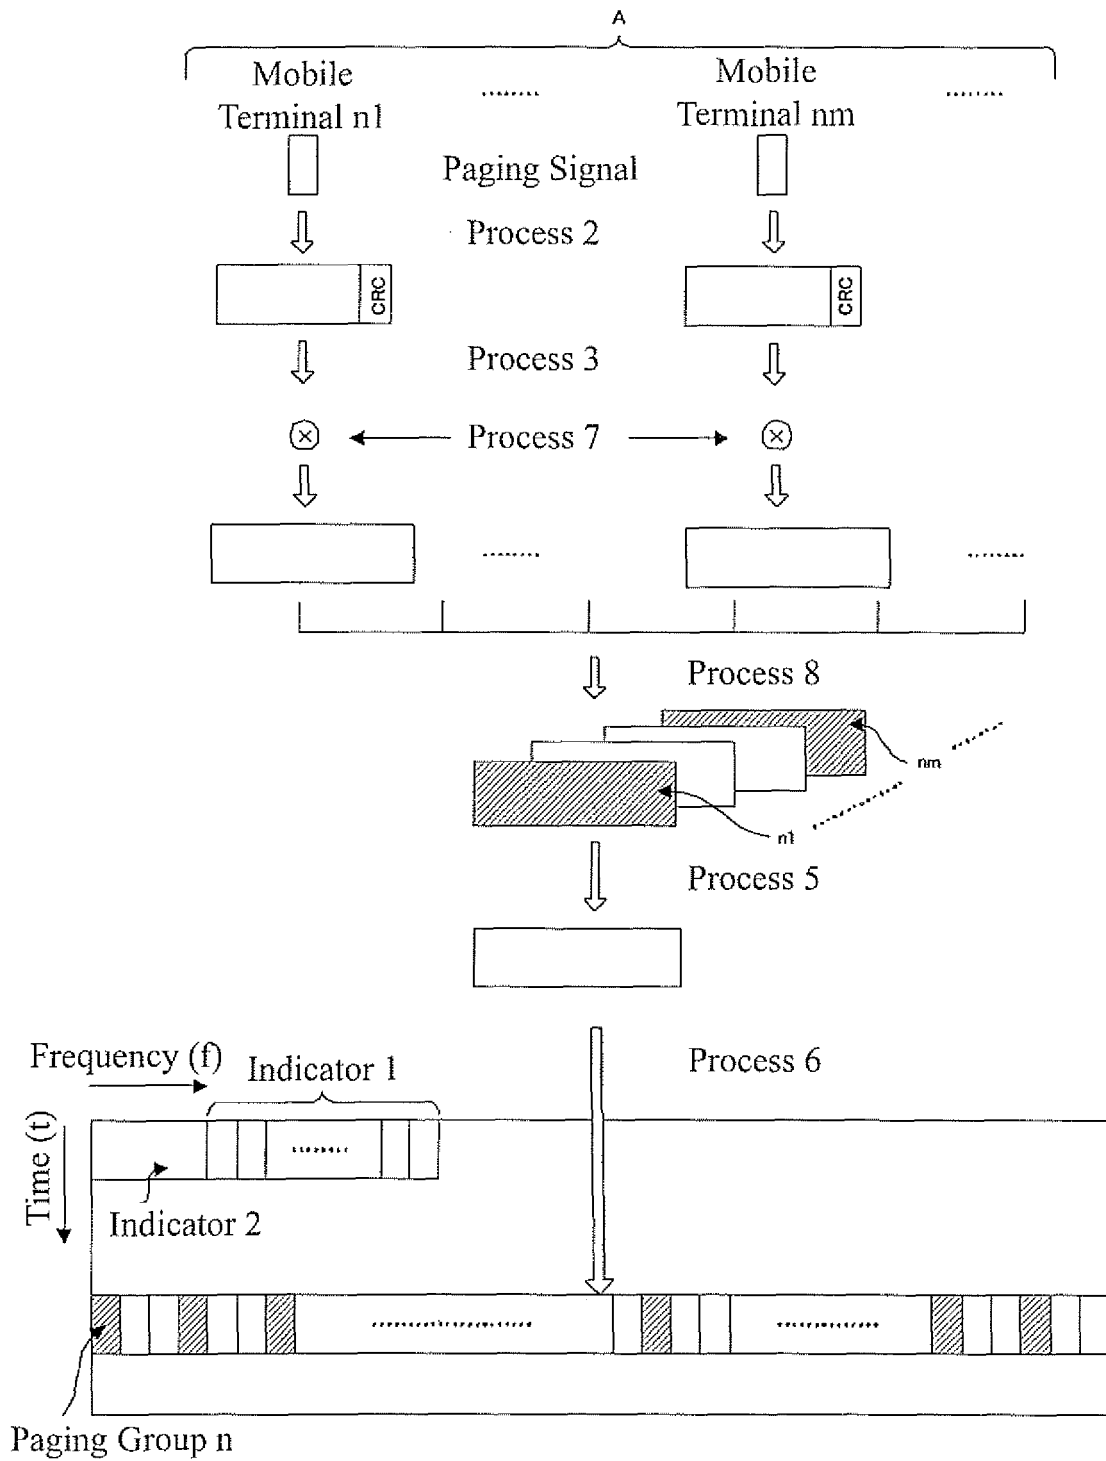 A
Mobile
Terminal n1
........
Mobile
Terminal nm
........
Paging Signal
Process 2
CRC
CRC
Process 3
Process 7
........
........
Process 8
nm
n1
Process 5
Process 6
Frequency (f)
Indicator 1
Time (t)
Indicator 2
Paging Group n